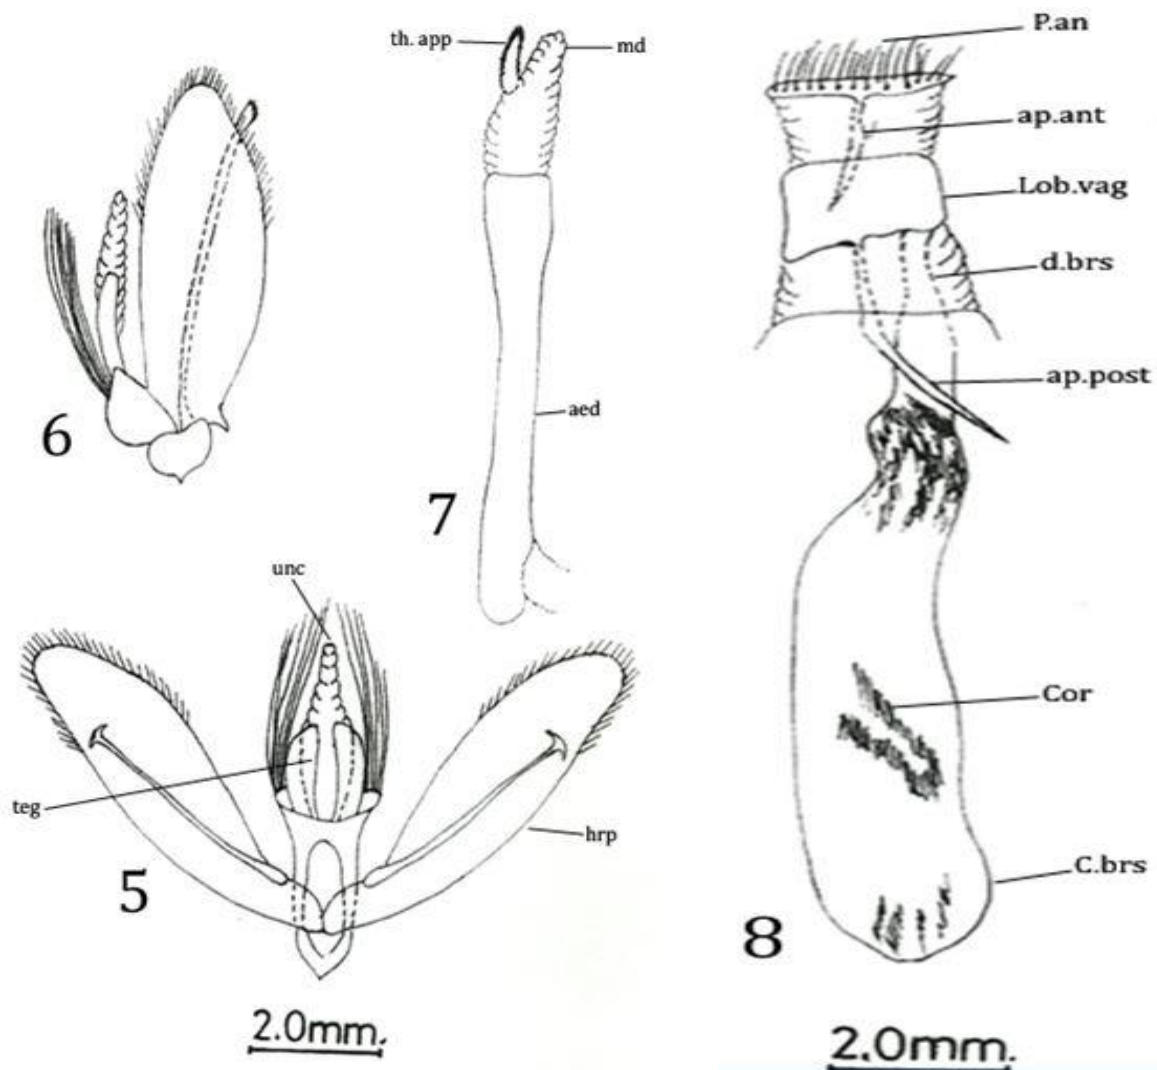 th. app
md
6
aed
7
unc
teg
hrp
5
2.0mm.
P.an
ap.ant
Lob.vag
d.brs
ap.post
Cor
C.brs
8
2.0mm.